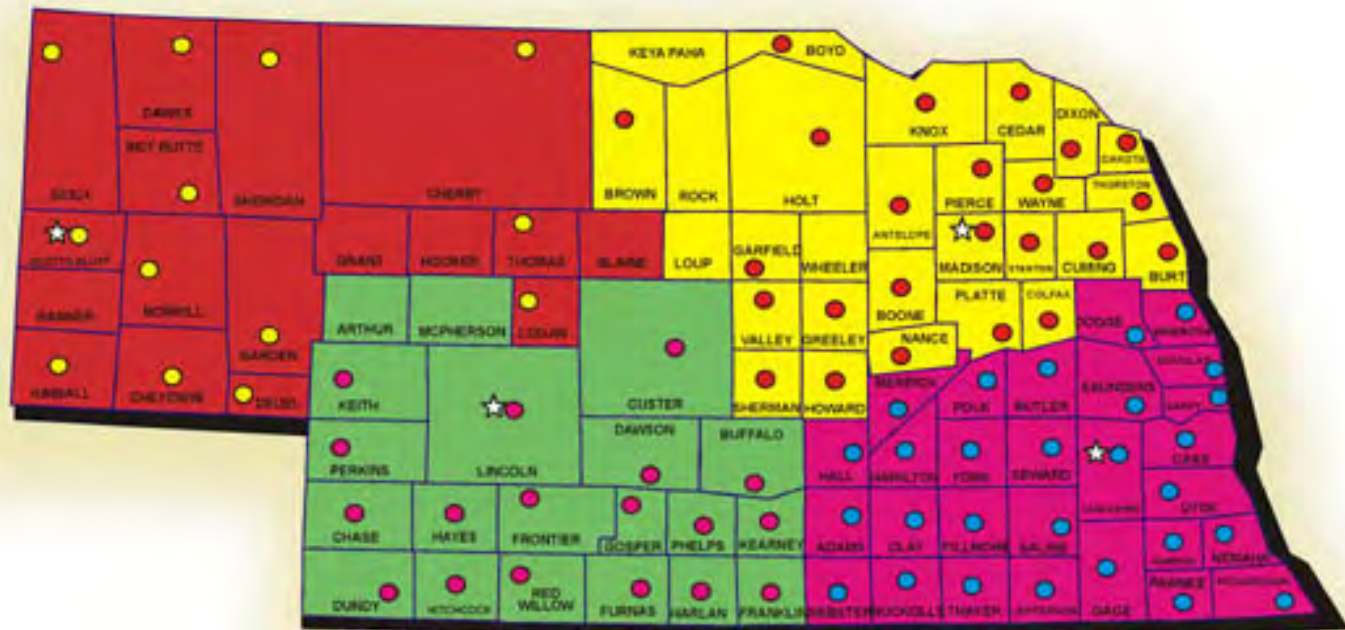 KEYA PAHA
BOYD
DAWES
KNOX
CEDAR
DIXON
BOX BUTTE
DAKOTA
SIOUX
SHERIDAN
CHERRY
BROWN
ROCK
HOLT
PIERCE
WAYNE
THURSTON
ANTELOPE
SCOTTS BLUFF
GRANT
HOOKER
THOMAS
BLAINE
LOUP
GARFIELD
WHEELER
MADISON
STANTON
CUMING
BURT
BANNER
MORRILL
GARDEN
ARTHUR
MCPHERSON
LOGAN
VALLEY
GREELEY
BOONE
PLATTE
COLFAX
DODGE
NANCE
KIMBALL
CHEYENNE
DEUEL
KEITH
LINCOLN
CUSTER
SHERMAN
HOWARD
MERRICK
POLK
BUTLER
SAUNDERS
DOUGLAS
SARPY
PERKINS
DAWSON
BUFFALO
HALL
HAMILTON
YORK
SEWARD
LANCASTER
CASS
OTOE
CHASE
HAYES
FRONTIER
GOSPER
PHELPS
KEARNEY
ADAMS
CLAY
FILLMORE
SALINE
NEMAHA
DUNDY
HITCHCOCK
RED
WILLOW
FURNAS
HARLAN
FRANKLIN
WEBSTER
NUCKOLLS
THAYER
JEFFERSON
GAGE
PAWNEE
RICHARDSON